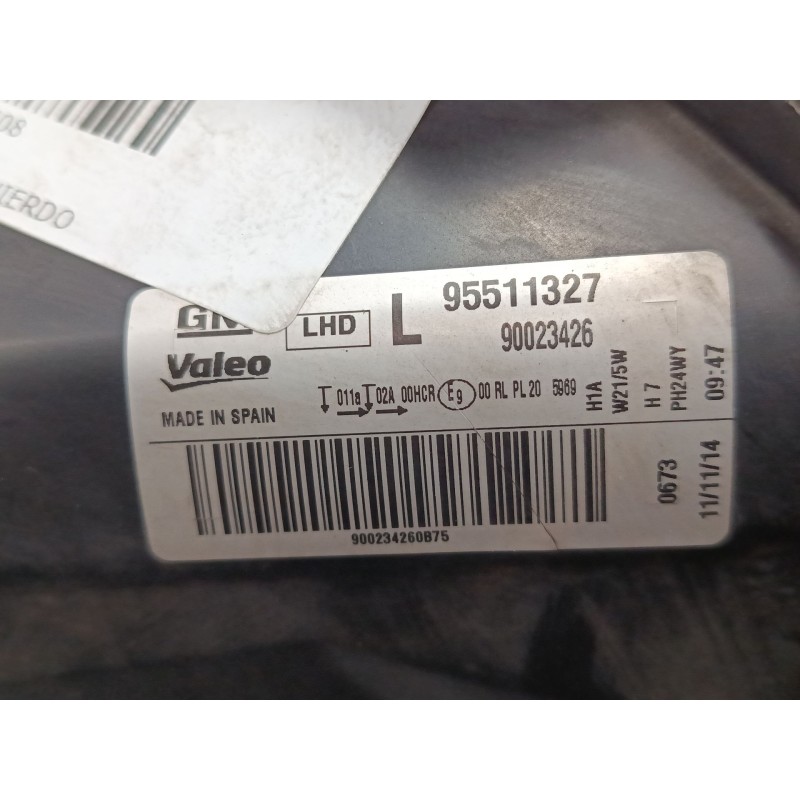 08
IERDO
GM
LHD
L
95511327
90023426
Valeo
MADE IN SPAIN
011a 02A 00HCR E9 00 RL PL 20 5969
H1A
W21/5W
H 7
PH24WY
09:47
0673
11/11/14
900234260B75